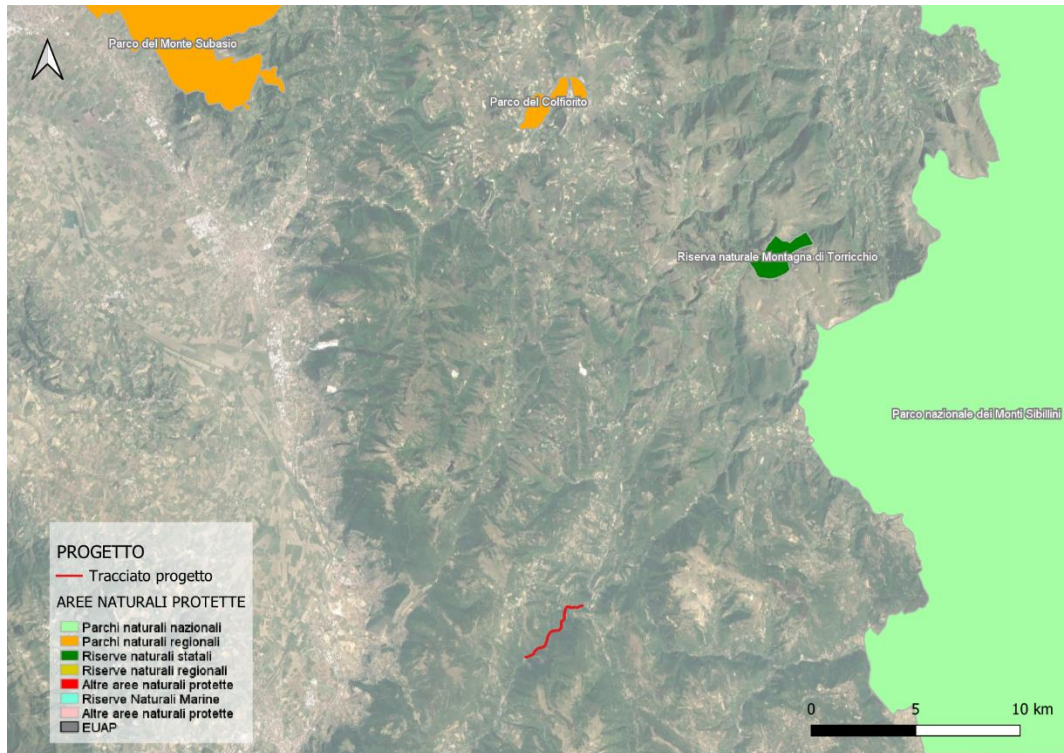 Parco del Monte Subasio
Parco del Colfiorito
Riserva naturale Montagna di Torricchio
Parco nazionale dei Monti Sibillini
PROGETTO
Tracciato progetto
AREE NATURALI PROTETTE
Parchi naturali nazionali
Parchi naturali regionali
Riserve naturali statali
Riserve naturali regionali
Altre aree naturali protette
Riserve Naturali Marine
Altre aree naturali protette
EUAP
0 5 10 km